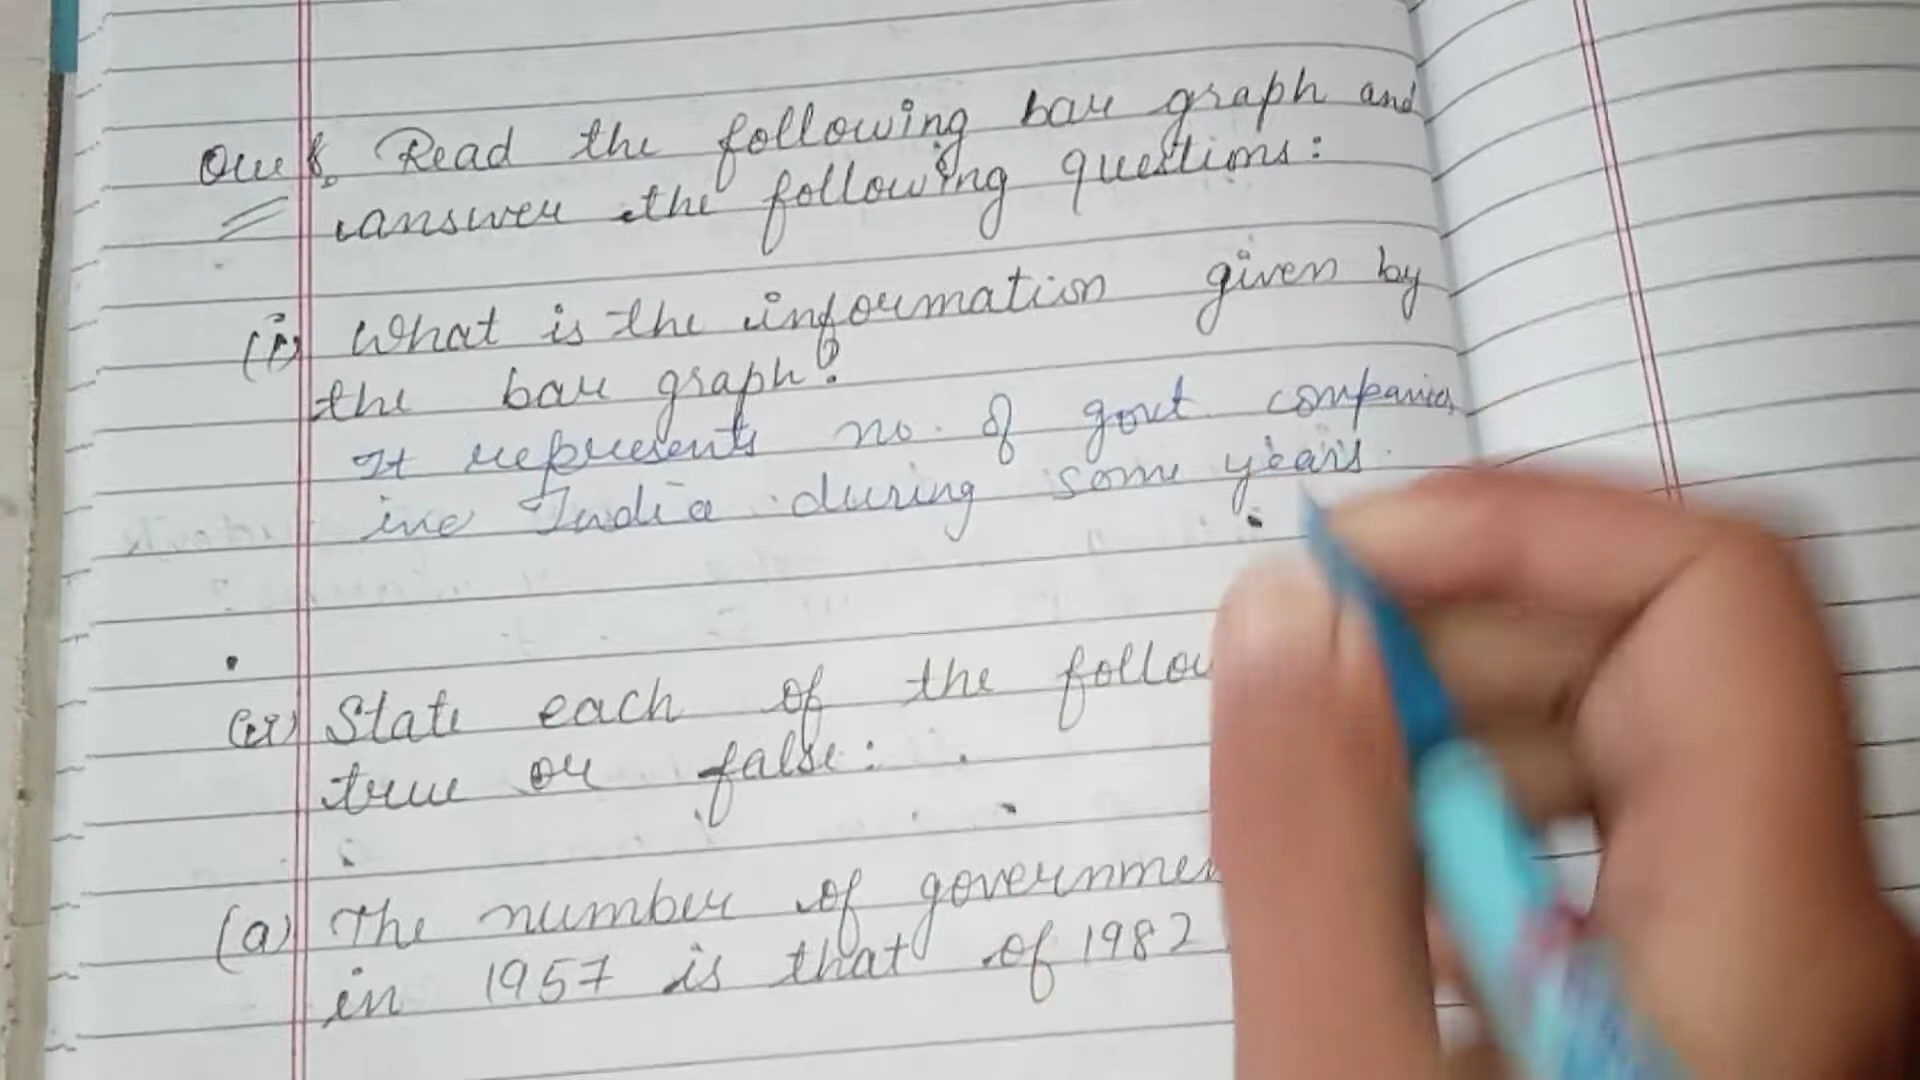 Que 8. Read the following bar graph and
answer the following questions:
(i) What is the information given by
the bar graph?
It represents no. of govt. companies
in India during some years.
(ii) State each of the follow
true or false:
(a) The number of governmen
in 1957 is that of 1982